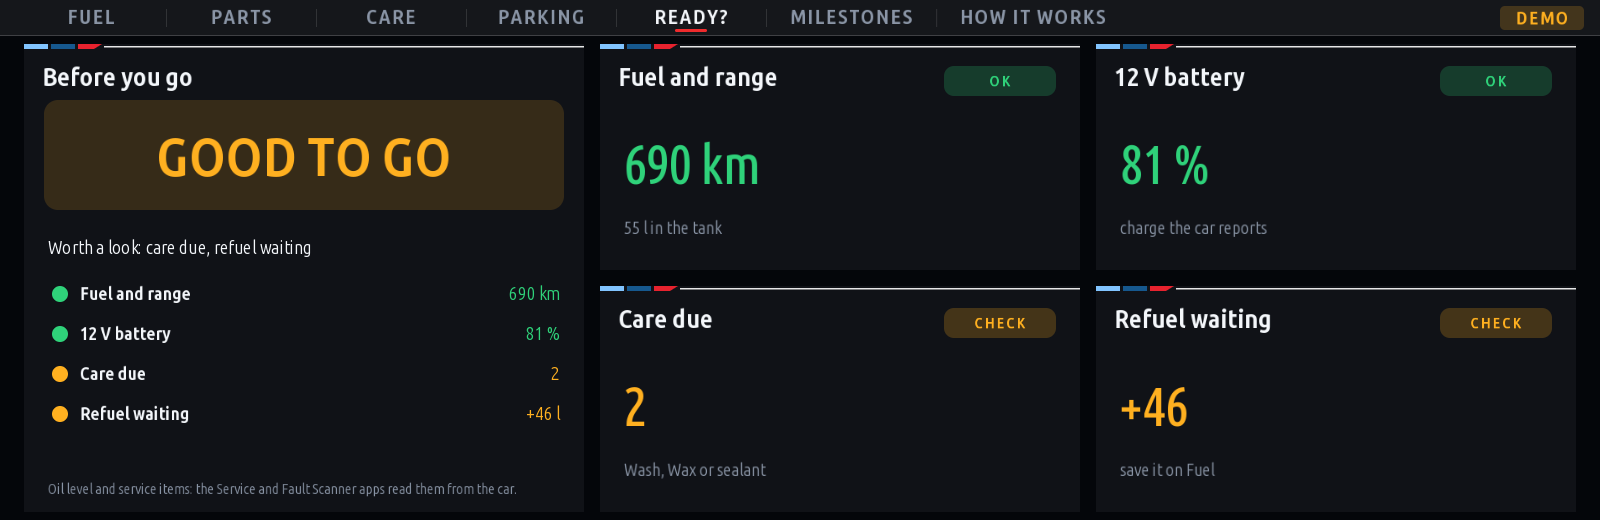 FUEL
PARTS
CARE
PARKING
READY?
MILESTONES
HOW IT WORKS
DEMO
Before you go
GOOD TO GO
Worth a look: care due, refuel waiting
Fuel and range 690 km
12 V battery 81 %
Care due 2
Refuel waiting +46 l
Oil level and service items: the Service and Fault Scanner apps read them from the car.
Fuel and range
OK
690 km
55 l in the tank
12 V battery
OK
81 %
charge the car reports
Care due
CHECK
2
Wash, Wax or sealant
Refuel waiting
CHECK
+46
save it on Fuel